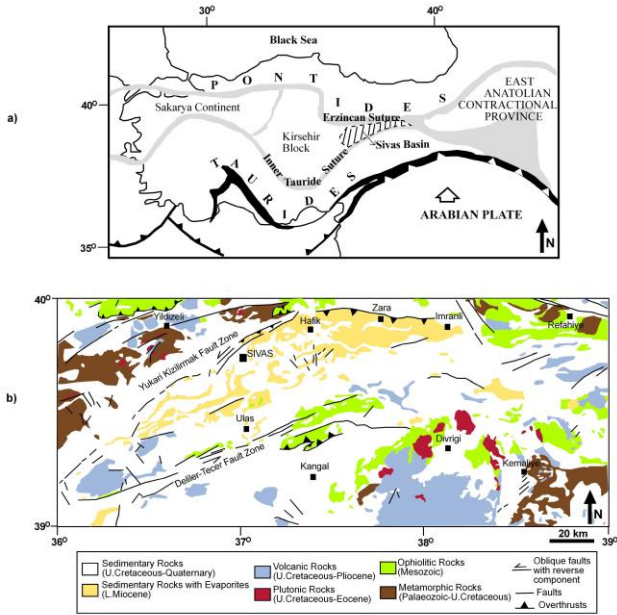 30°
40°
a)
Black Sea
PONTIDES
40°
Sakarya Continent
Erzincan Suture
EAST
ANATOLIAN
CONTRACTIONAL
PROVINCE
Kirsehir
Block
Sivas Basin
Inner Tauride Suture
TAURIDES
ARABIAN PLATE
35°
N
b)
40°
Yildizeli
Hafik
Zara
Imranli
Refahiye
Yukari Kizilirmak Fault Zone
SIVAS
Ulas
Divrigi
Deliler-Tecer Fault Zone
Kangal
Kemaliye
N
39°
20 km
36°
37°
38°
39°
Sedimentary Rocks
(U.Cretaceous-Quaternary)
Sedimentary Rocks with Evaporites
(L.Miocene)
Volcanic Rocks
(U.Cretaceous-Pliocene)
Plutonic Rocks
(U.Cretaceous-Eocene)
Ophiolitic Rocks
(Mesozoic)
Metamorphic Rocks
(Palaeozoic-U.Cretaceous)
Oblique faults
with reverse
component
Faults
Overthrusts